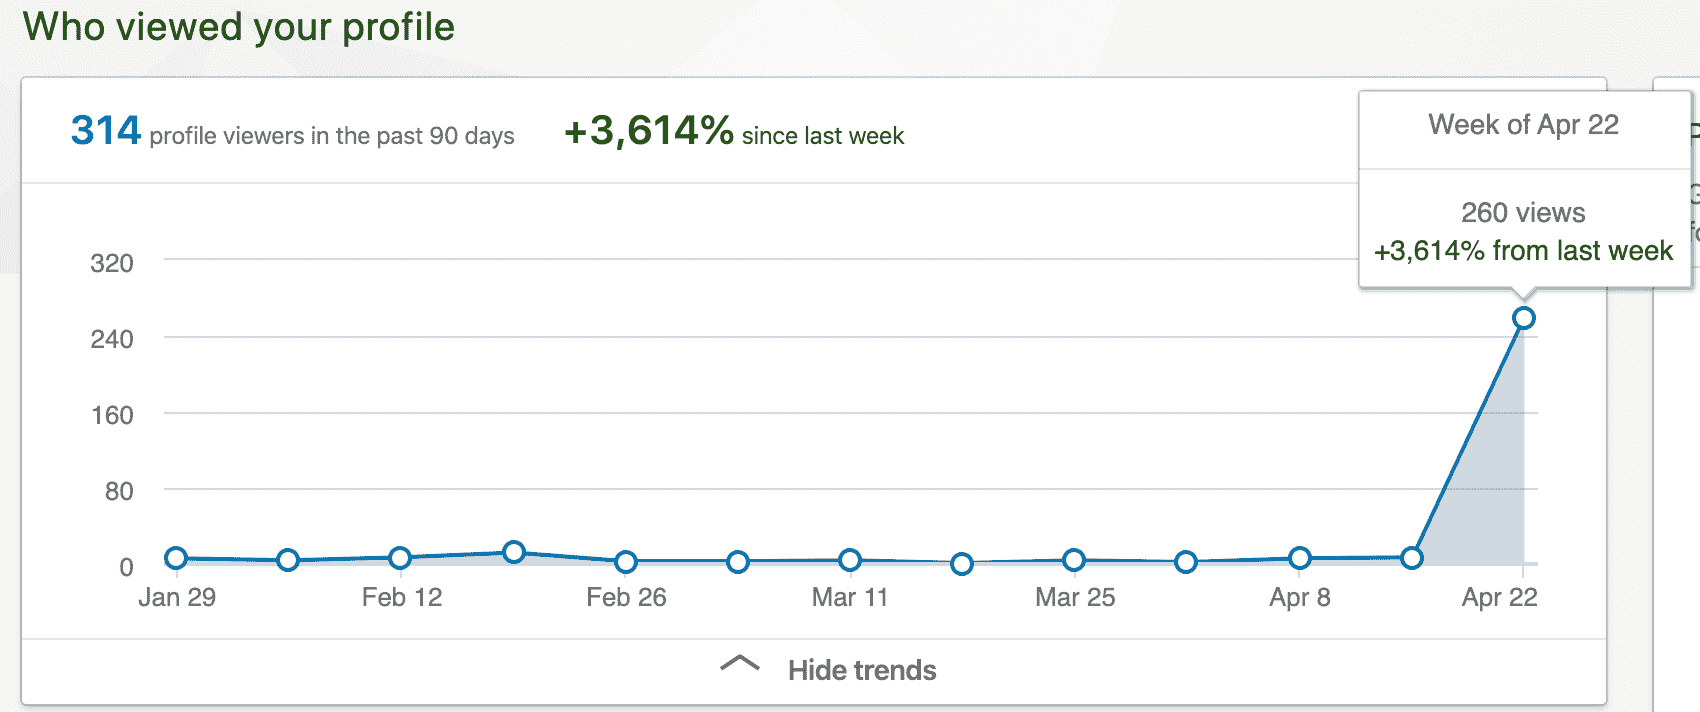 Who viewed your profile
314 profile viewers in the past 90 days +3,614% since last week
Week of Apr 22
260 views
+3,614% from last week
320
240
160
80
0
Jan 29 Feb 12 Feb 26 Mar 11 Mar 25 Apr 8 Apr 22
Hide trends